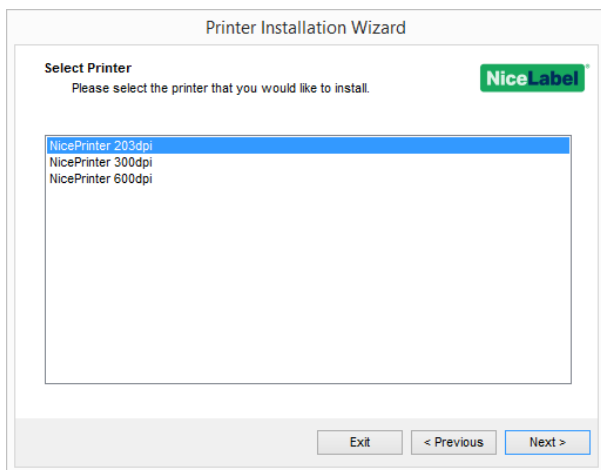 Printer Installation Wizard
Select Printer
Please select the printer that you would like to install.
NiceLabel
NicePrinter 203dpi
NicePrinter 300dpi
NicePrinter 600dpi
Exit
< Previous
Next >